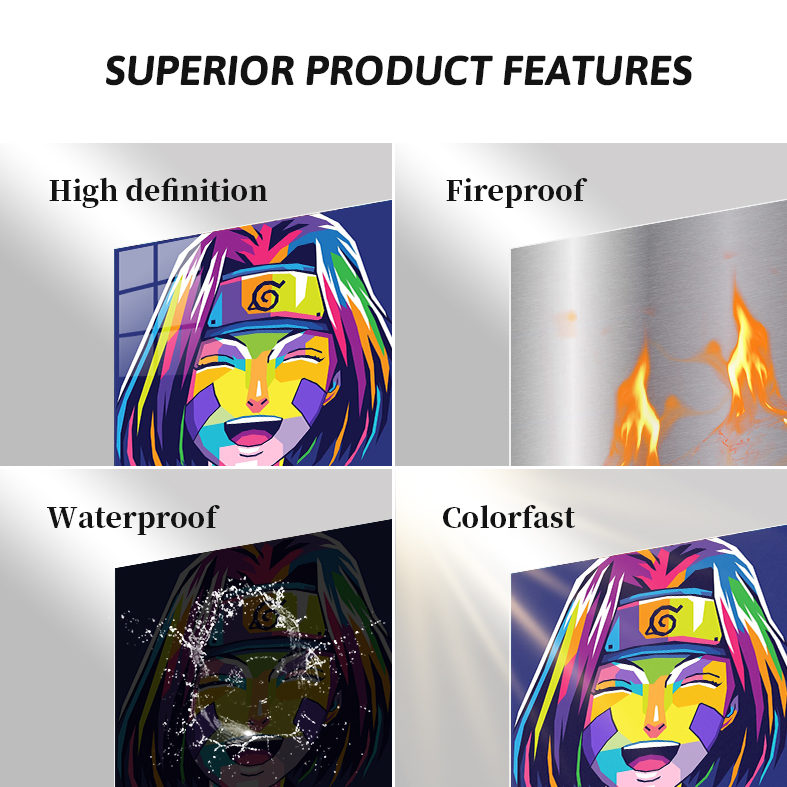 SUPERIOR PRODUCT FEATURES
High definition
Fireproof
Waterproof
Colorfast